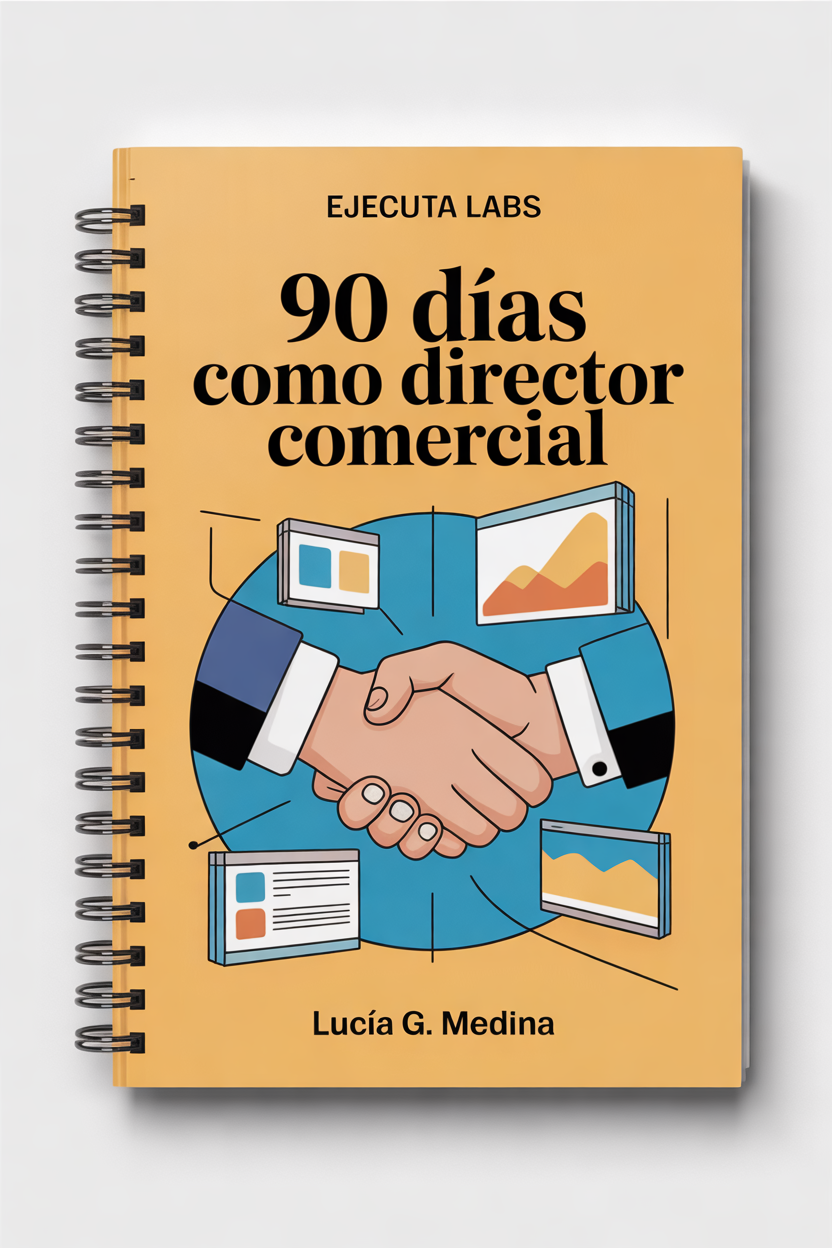 EJECUTA LABS
90 días
como director
comercial
Lucía G. Medina